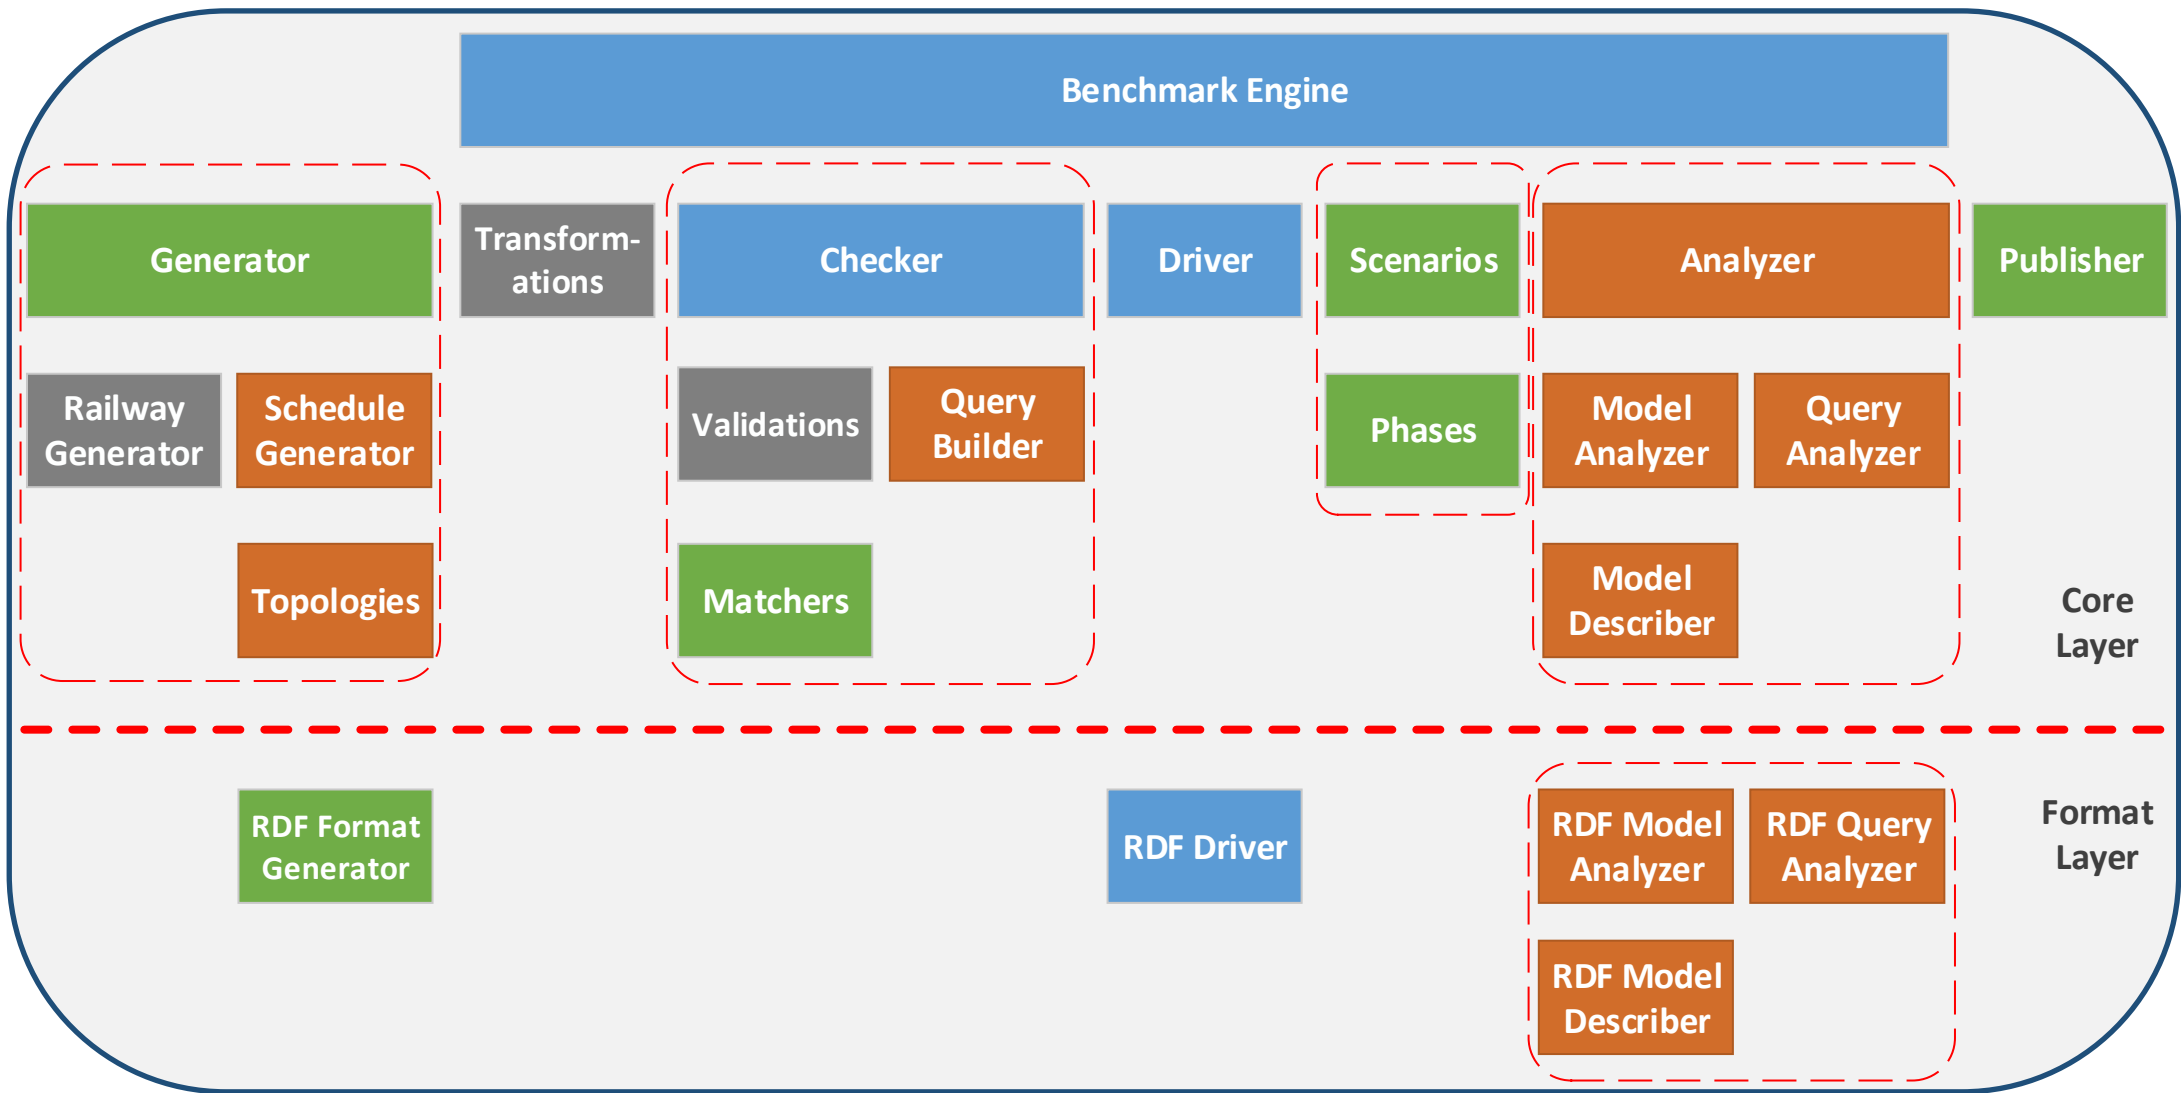 Benchmark Engine
Generator
Transform-
ations
Checker
Driver
Scenarios
Analyzer
Publisher
Railway
Generator
Schedule
Generator
Validations
Query
Builder
Phases
Model
Analyzer
Query
Analyzer
Topologies
Matchers
Model
Describer
Core
Layer
RDF Format
Generator
RDF Driver
RDF Model
Analyzer
RDF Query
Analyzer
Format
Layer
RDF Model
Describer